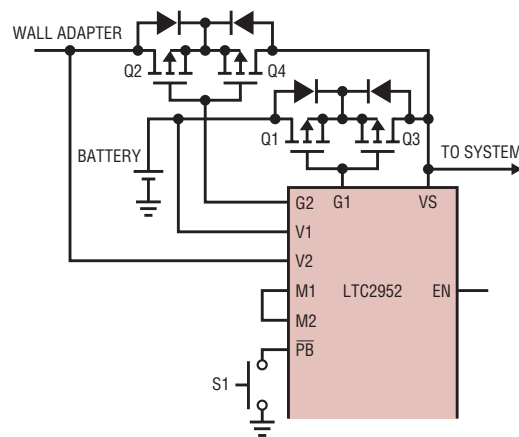 WALL ADAPTER
Q2 Q4
Q1 Q3
BATTERY
TO SYSTEM
G2 G1 VS
V1
V2
M1 LTC2952 EN
M2
PB
S1